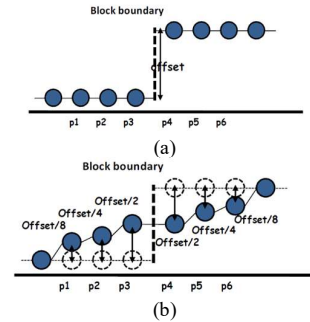 Block boundary
offset
p1 p2 p3 p4 p5 p6
(a)
Block boundary
Offset/8 Offset/4 Offset/2
Offset/2 Offset/4 Offset/8
p1 p2 p3 p4 p5 p6
(b)